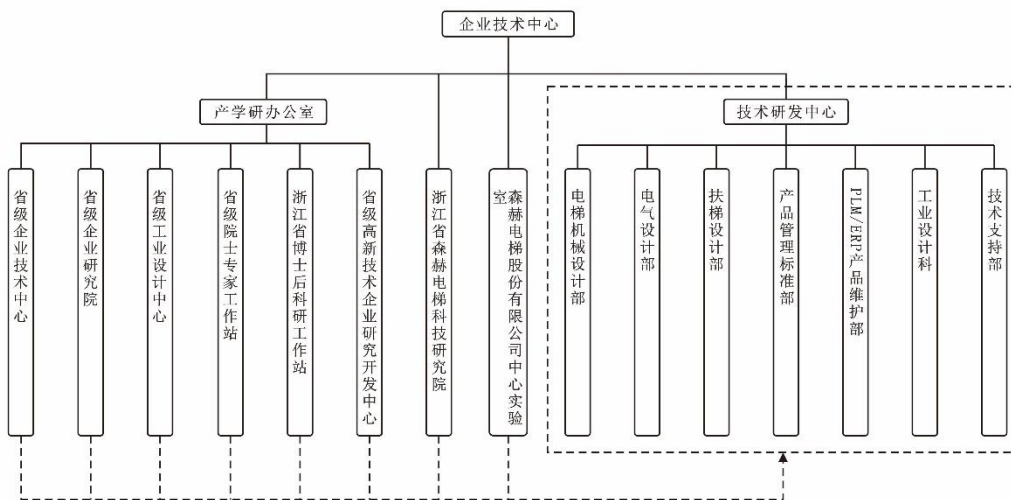 企业技术中心
产学研办公室
技术研发中心
省级企业技术中心
省级企业研究院
省级工业设计中心
省级院士专家工作站
浙江省博士后科研工作站
省级高新技术企业研究开发中心
浙江省森赫电梯科技研究院
森赫电梯股份有限公司中心实验
室
电梯机械设计部
电气设计部
扶梯设计部
产品管理标准部
PLM/ERP产品维护部
工业设计科
技术支持部